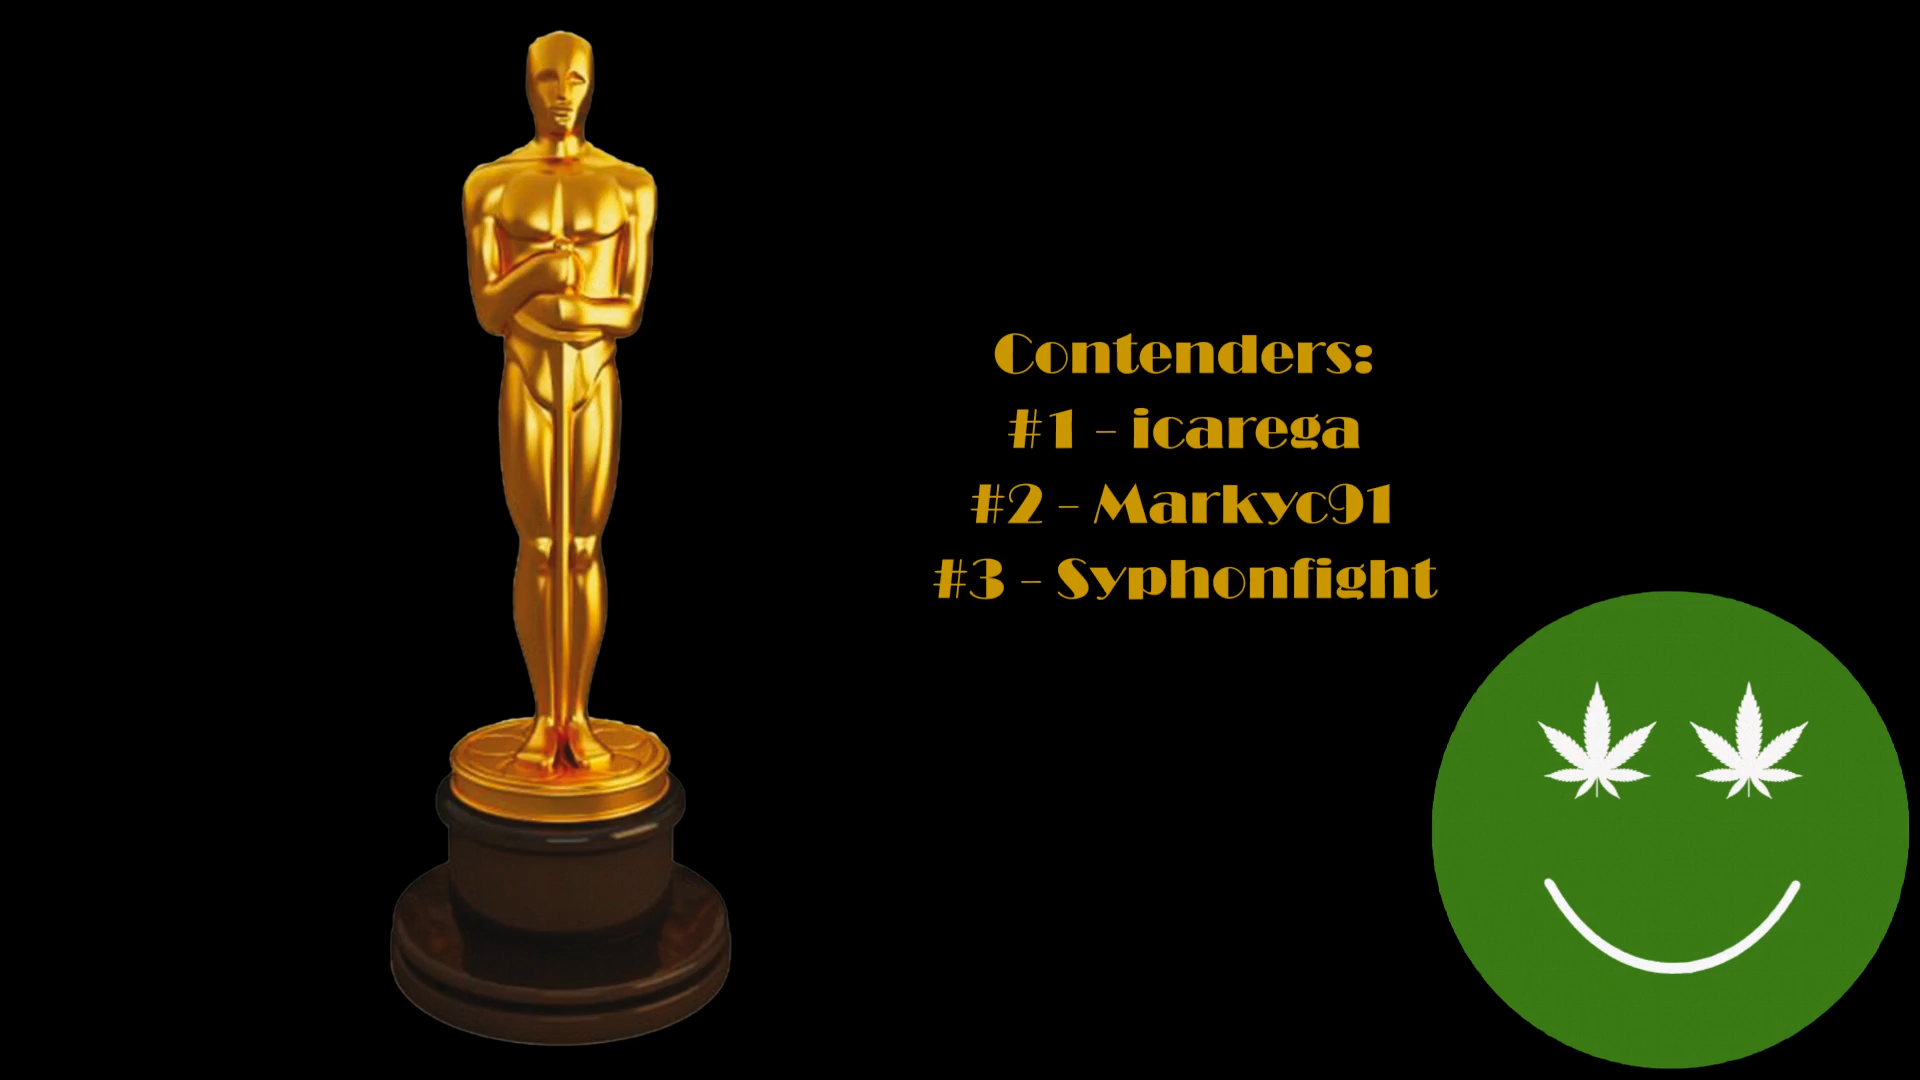 Contenders:
#1 - icarega
#2 - Markyc91
#3 - Syphonfight